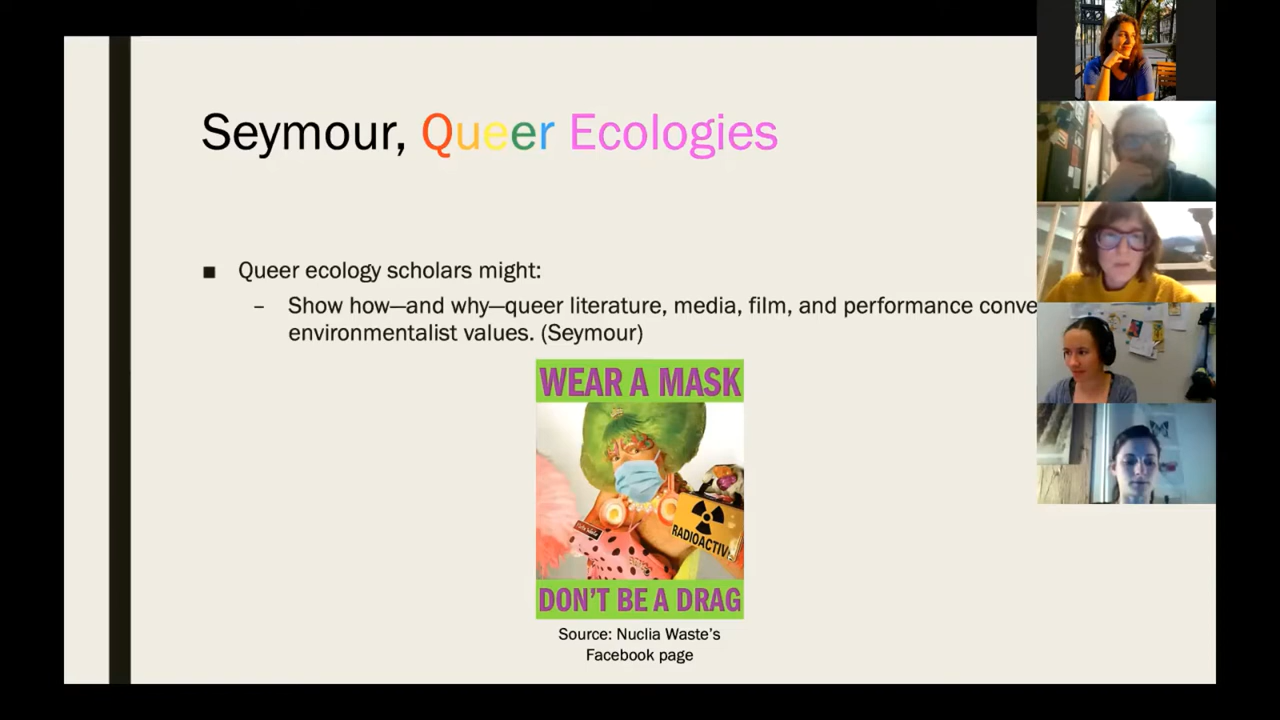 Seymour, Queer Ecologies
■ Queer ecology scholars might:
– Show how—and why—queer literature, media, film, and performance conve
environmentalist values. (Seymour)
WEAR A MASK
RADIOACTIV
DON'T BE A DRAG
Source: Nuclia Waste's
Facebook page